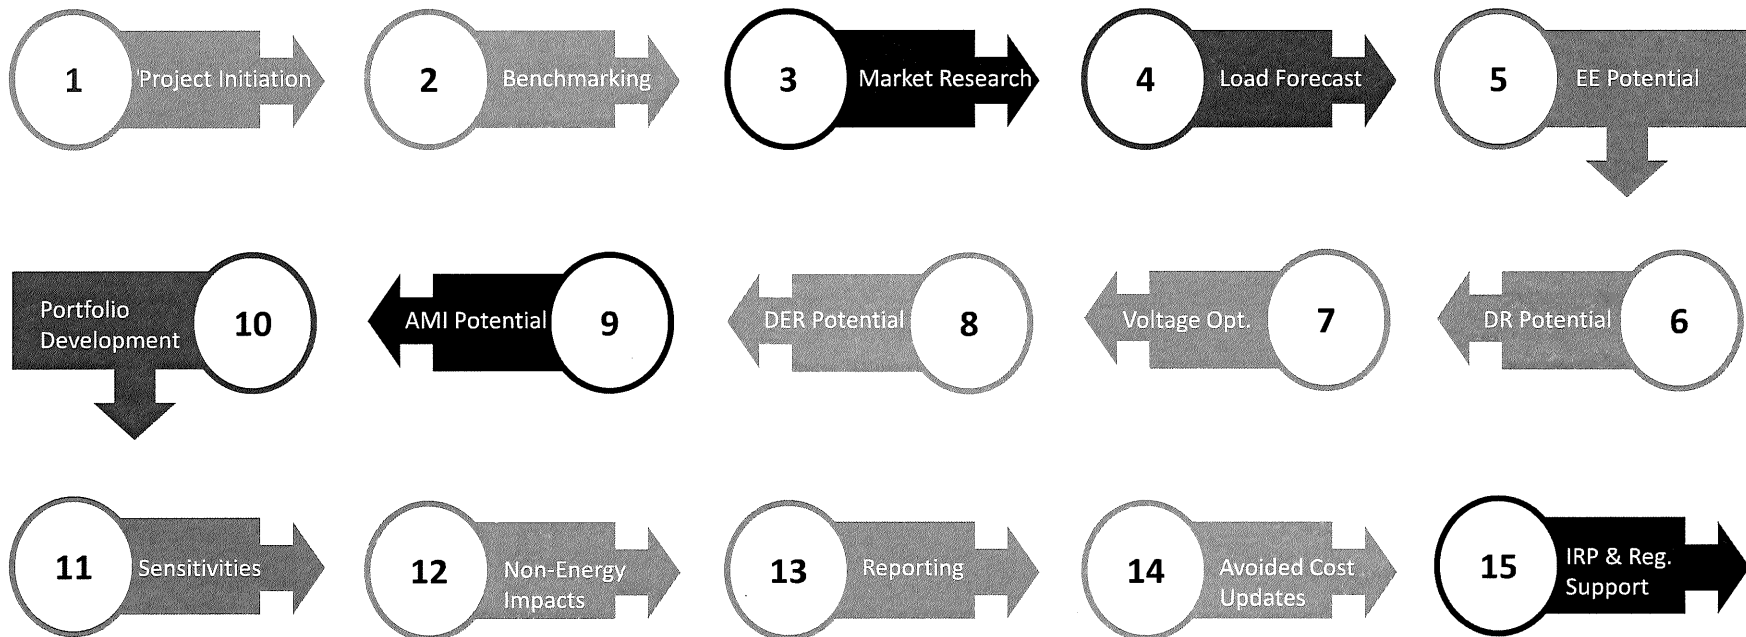 1 Project Initiation
2 Benchmarking
3 Market Research
4 Load Forecast
5 EE Potential
6 DR Potential
7 Voltage Opt.
8 DER Potential
9 AMI Potential
10 Portfolio
Development
11 Sensitivities
12 Non-Energy
Impacts
13 Reporting
14 Avoided Cost
Updates
15 IRP & Reg.
Support